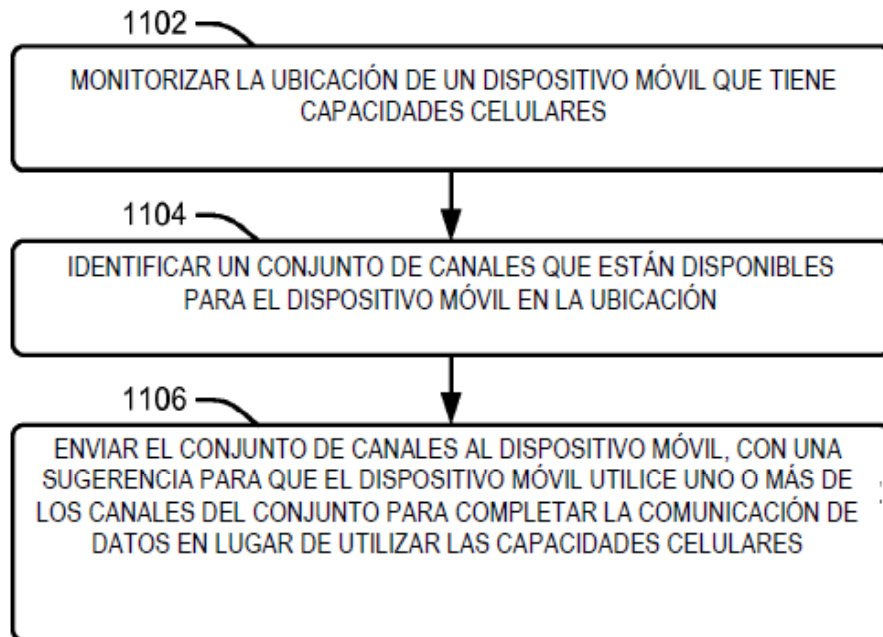 1102
MONITORIZAR LA UBICACIÓN DE UN DISPOSITIVO MÓVIL QUE TIENE
CAPACIDADES CELULARES
1104
IDENTIFICAR UN CONJUNTO DE CANALES QUE ESTÁN DISPONIBLES
PARA EL DISPOSITIVO MÓVIL EN LA UBICACIÓN
1106
ENVIAR EL CONJUNTO DE CANALES AL DISPOSITIVO MÓVIL, CON UNA
SUGERENCIA PARA QUE EL DISPOSITIVO MÓVIL UTILICE UNO O MÁS DE
LOS CANALES DEL CONJUNTO PARA COMPLETAR LA COMUNICACIÓN DE
DATOS EN LUGAR DE UTILIZAR LAS CAPACIDADES CELULARES